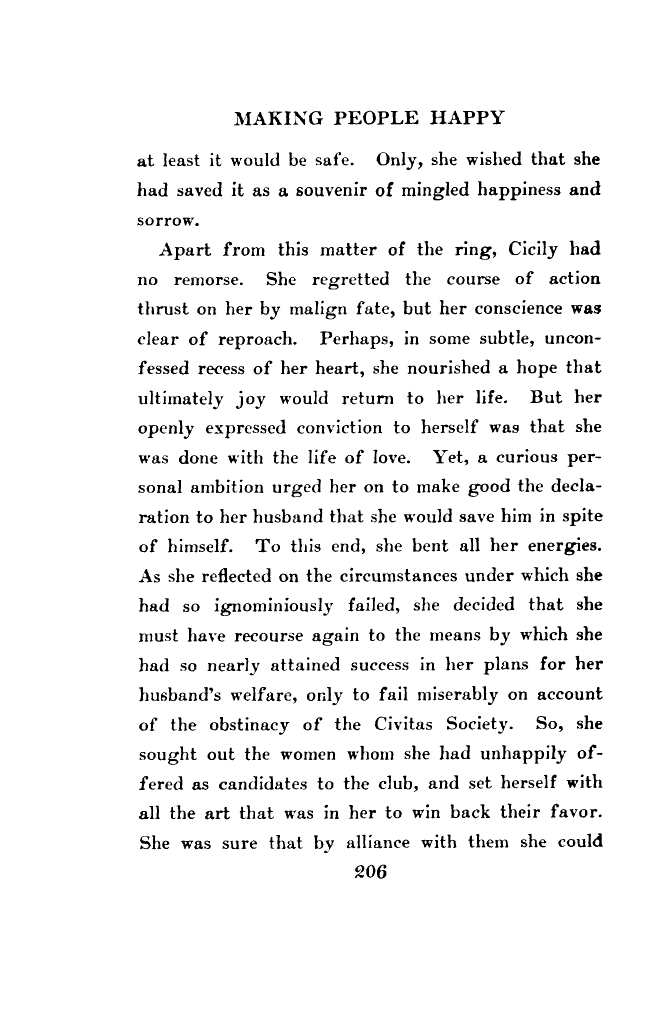 MAKING PEOPLE HAPPY
at least it would be safe. Only, she wished that she
had saved it as a souvenir of mingled happiness and
sorrow.
Apart from this matter of the ring, Cicily had
no remorse. She regretted the course of action
thrust on her by malign fate, but her conscience was
clear of reproach. Perhaps, in some subtle, uncon-
fessed recess of her heart, she nourished a hope that
ultimately joy would return to her life. But her
openly expressed conviction to herself was that she
was done with the life of love. Yet, a curious per-
sonal ambition urged her on to make good the decla-
ration to her husband that she would save him in spite
of himself. To this end, she bent all her energies.
As she reflected on the circumstances under which she
had so ignominiously failed, she decided that she
must have recourse again to the means by which she
had so nearly attained success in her plans for her
husband's welfare, only to fail miserably on account
of the obstinacy of the Civitas Society. So, she
sought out the women whom she had unhappily of-
fered as candidates to the club, and set herself with
all the art that was in her to win back their favor.
She was sure that by alliance with them she could
206